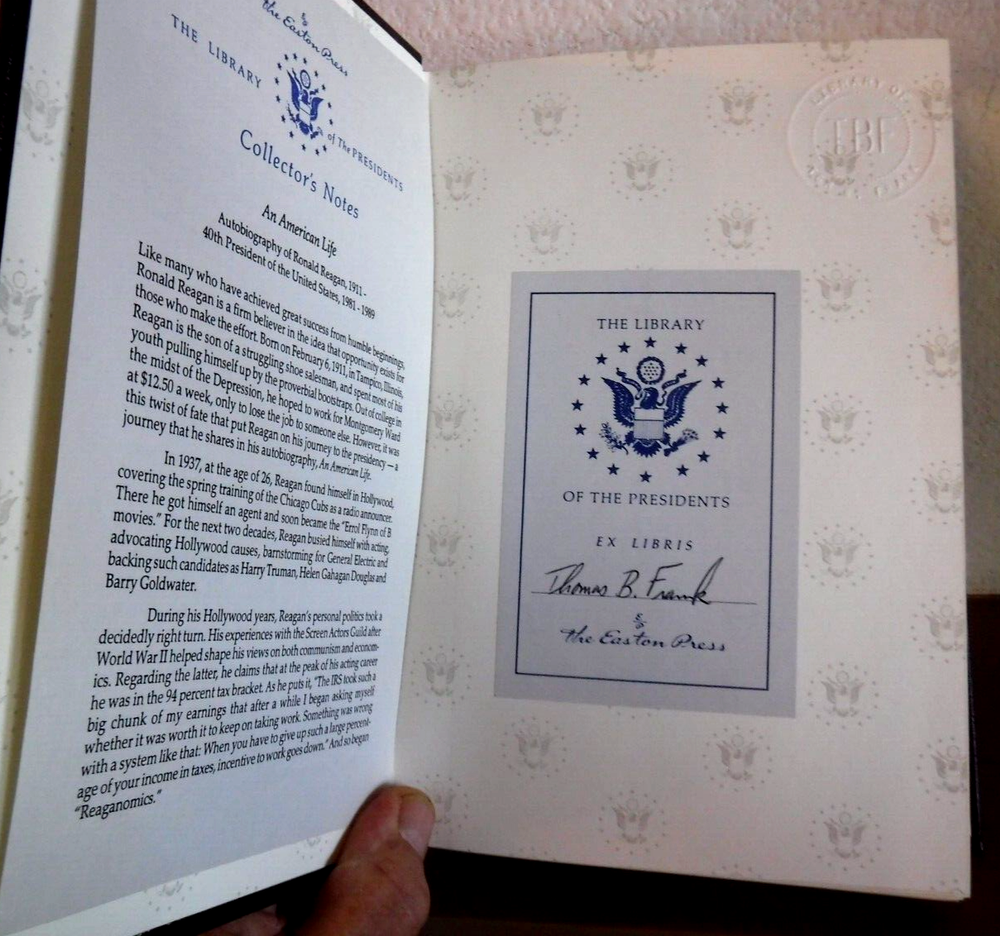 the Easton Press
THE LIBRARY
of The PRESIDENTS
Collector's Notes
An American Life
Autobiography of Ronald Reagan, 1911 -
40th President of the United States, 1981 - 1989
Like many who have achieved great success from humble beginnings,
Ronald Reagan is a firm believer in the idea that opportunity exists for
those who make the effort. Born on February 6, 1911, in Tampico, Illinois,
Reagan is the son of a struggling shoe salesman, and spent most of his
youth pulling himself up by the proverbial bootstraps. Out of college in
the midst of the Depression, he hoped to work for Montgomery Ward
at $12.50 a week, only to lose the job to someone else. However, it was
this twist of fate that put Reagan on his journey to the presidency — a
journey that he shares in his autobiography, An American Life.
In 1937, at the age of 26, Reagan found himself in Hollywood,
covering the spring training of the Chicago Cubs as a radio announcer.
There he got himself an agent and soon became the "Errol Flynn of B
movies." For the next two decades, Reagan busied himself with acting,
advocating Hollywood causes, barnstorming for General Electric and
backing such candidates as Harry Truman, Helen Gahagan Douglas and
Barry Goldwater.
During his Hollywood years, Reagan's personal politics took a
decidedly right turn. His experiences with the Screen Actors Guild after
World War II helped shape his views on both communism and econom-
ics. Regarding the latter, he claims that at the peak of his acting career
he was in the 94 percent tax bracket. As he puts it, "The IRS took such a
big chunk of my earnings that after a while I began asking myself
whether it was worth it to keep on taking work. Something was wrong
with a system like that: When you have to give up such a large percent-
age of your income in taxes, incentive to work goes down." And so began
"Reaganomics."
LIBRARY OF
TBF
THE LIBRARY
OF THE PRESIDENTS
EX LIBRIS
Thomas B. Frank
the Easton Press